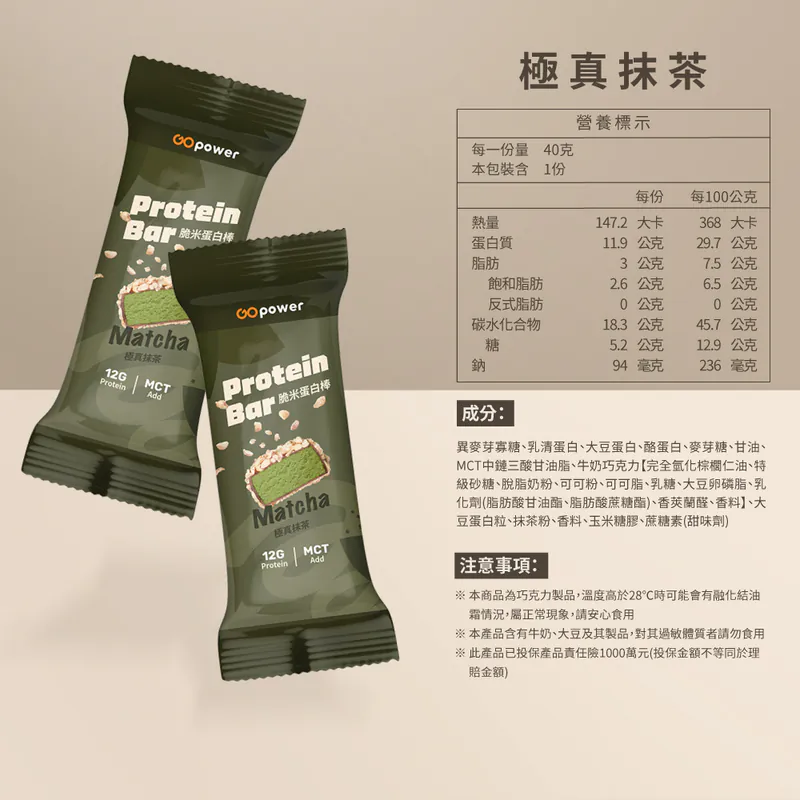 GOpower
Protein
Bar 脆米蛋白棒
Matcha
極真抹茶
12G
Protein
MCT
Add
GOpower
Protein
Bar 脆米蛋白棒
Matcha
極真抹茶
12G
Protein
MCT
Add
極真抹茶
營養標示
每一份量 40克
本包裝含 1份
每份 每100公克
熱量 147.2 大卡 368 大卡
蛋白質 11.9 公克 29.7 公克
脂肪 3 公克 7.5 公克
飽和脂肪 2.6 公克 6.5 公克
反式脂肪 0 公克 0 公克
碳水化合物 18.3 公克 45.7 公克
糖 5.2 公克 12.9 公克
鈉 94 毫克 236 毫克
成分：
異麥芽寡糖、乳清蛋白、大豆蛋白、酪蛋白、麥芽糖、甘油、
MCT中鏈三酸甘油脂、牛奶巧克力【完全氫化棕櫚仁油、特
級砂糖、脫脂奶粉、可可粉、可可脂、乳糖、大豆卵磷脂、乳
化劑(脂肪酸甘油酯、脂肪酸蔗糖酯)、香莢蘭醛、香料】、大
豆蛋白粒、抹茶粉、香料、玉米糖膠、蔗糖素(甜味劑)
注意事項：
※ 本商品為巧克力製品，溫度高於28℃時可能會有融化結油
霜情況，屬正常現象，請安心食用
※ 本產品含有牛奶、大豆及其製品，對其過敏體質者請勿食用
※ 此產品已投保產品責任險1000萬元(投保金額不等同於理
賠金額)